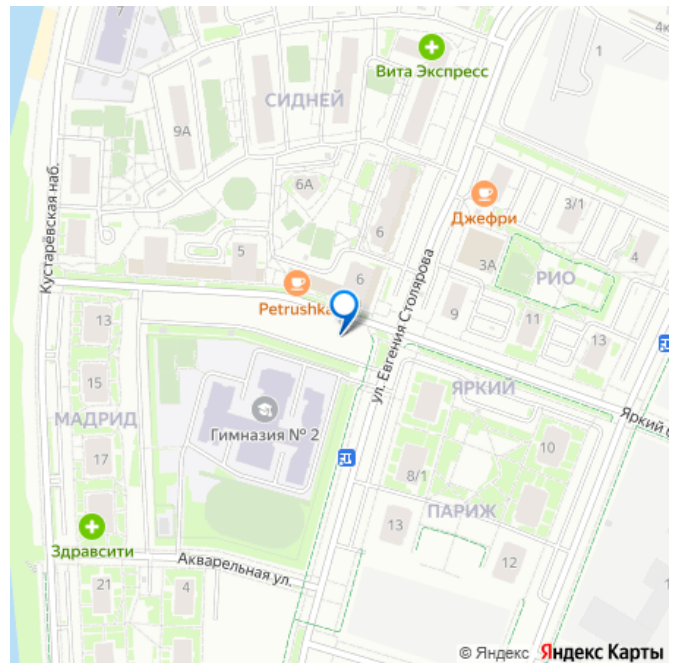 7
4к
1
Вита Экспресс
СИДНЕЙ
9А
Кустарёвская наб.
6А
Джефри
3/1
6
5
ул. Евгения Столярова
3А
4
РИО
6
Petrushka
13
9
11
13
15
ЯРКИЙ
Яркий
МАДРИД
Гимназия № 2
17
10
8/1
ПАРИЖ
13
Здравсити
12
Акварельная ул.
21
4
1
© Яндекс Яндекс Карты